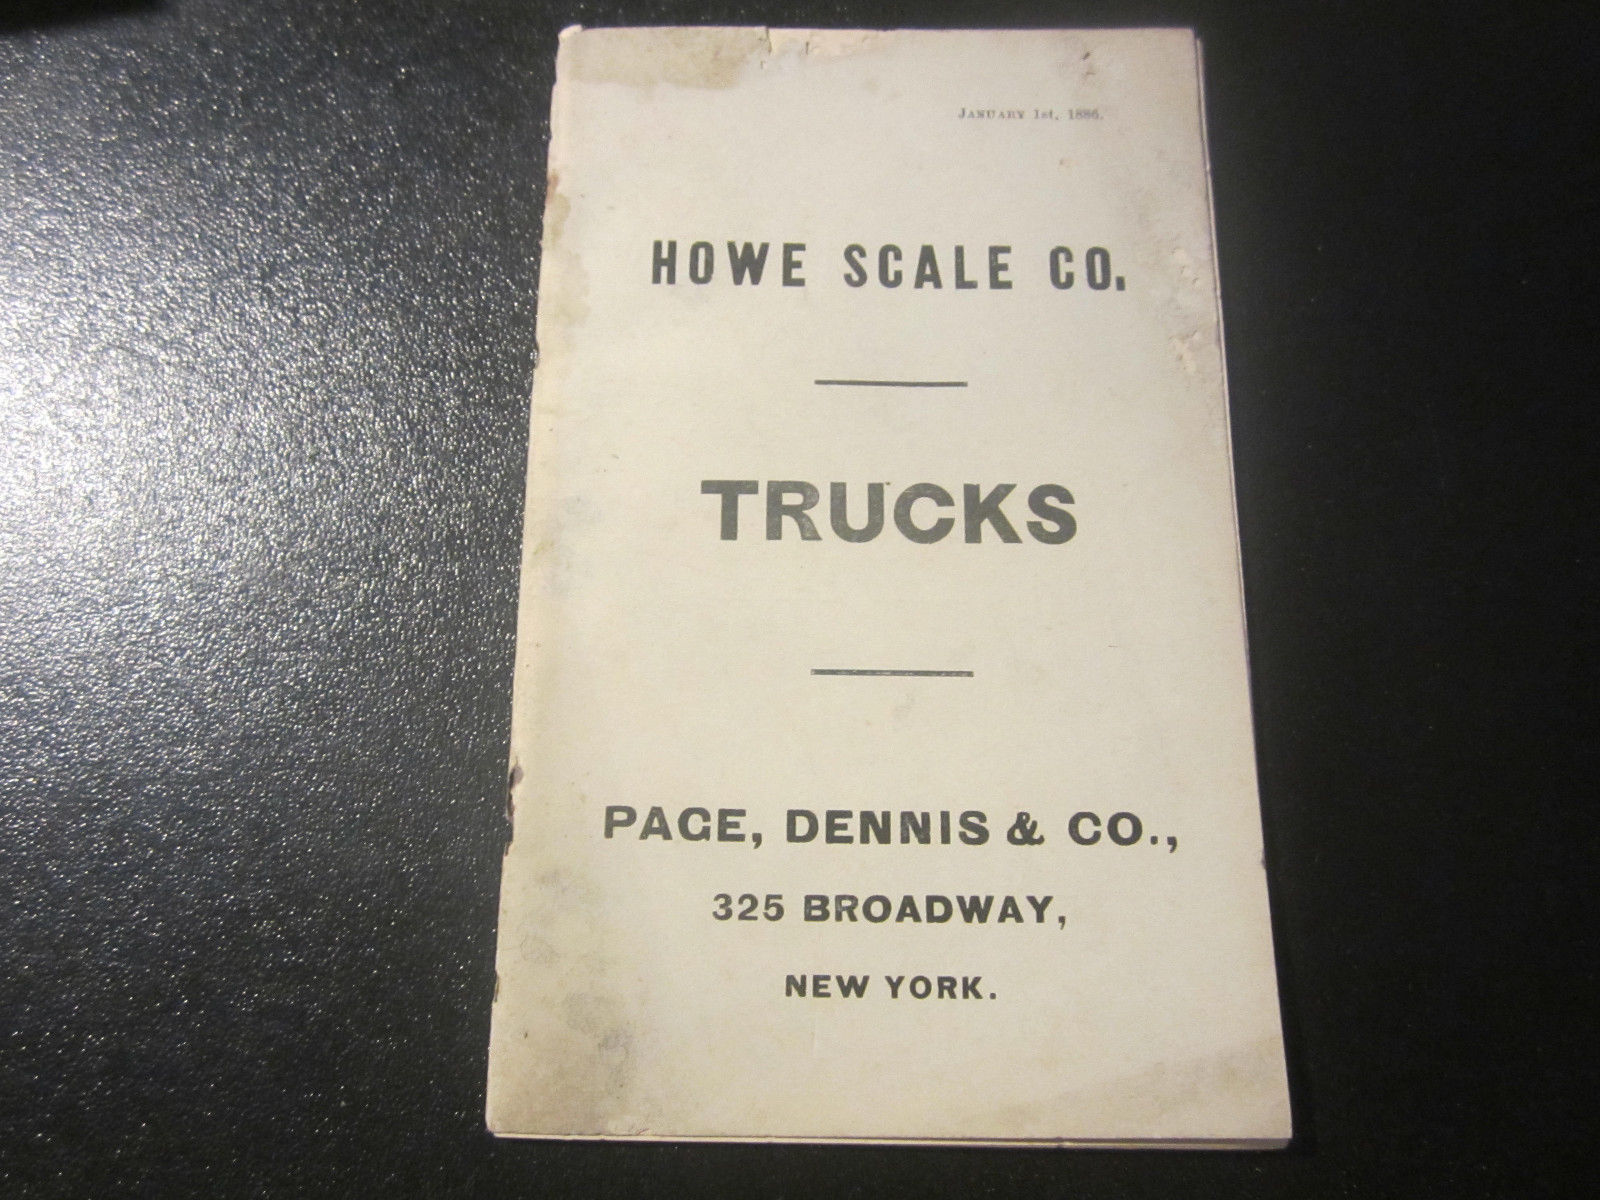 January 1st, 1886.
HOWE SCALE CO.
TRUCKS
PAGE, DENNIS & CO.,
325 BROADWAY,
NEW YORK.